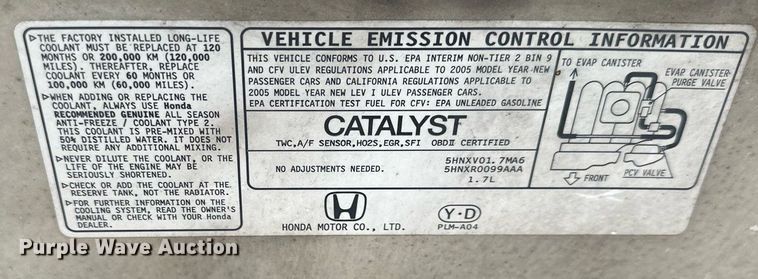 ▷THE FACTORY INSTALLED LONG-LIFE
COOLANT MUST BE REPLACED AT 120
MONTHS OR 200,000 KM (120,000
MILES). THEREAFTER, REPLACE
COOLANT EVERY 60 MONTHS OR
100,000 KM (60,000 MILES).
▷WHEN ADDING OR REPLACING THE
COOLANT, ALWAYS USE Honda
RECOMMENDED GENUINE ALL SEASON
ANTI-FREEZE / COOLANT TYPE 2.
THIS COOLANT IS PRE-MIXED WITH
50% DISTILLED WATER. IT DOES NOT
REQUIRE ANY ADDITIONAL MIXING.
▷NEVER DILUTE THE COOLANT, OR THE
LIFE OF THE ENGINE MAY BE
SERIOUSLY SHORTENED.
▷CHECK OR ADD THE COOLANT AT THE
RESERVE TANK, NOT THE RADIATOR.
▷FOR FURTHER INFORMATION ON THE
COOLING SYSTEM, READ THE OWNER'S
MANUAL OR CHECK WITH YOUR Honda
DEALER.
VEHICLE EMISSION CONTROL INFORMATION
THIS VEHICLE CONFORMS TO U.S. EPA INTERIM NON-TIER 2 BIN 9
AND CFV ULEV REGULATIONS APPLICABLE TO 2005 MODEL YEAR NEW
PASSENGER CARS AND CALIFORNIA REGULATIONS APPLICABLE TO
2005 MODEL YEAR NEW LEV I ULEV PASSENGER CARS.
EPA CERTIFICATION TEST FUEL FOR CFV: EPA UNLEADED GASOLINE
CATALYST
TWC,A/F SENSOR,HO2S,EGR,SFI OBDⅡ CERTIFIED
NO ADJUSTMENTS NEEDED.
5HNXV01.7MA6
5HNXR0099AAA
1.7L
HONDA MOTOR CO., LTD.
Y-D
PLM-A04
TO EVAP CANISTER
EVAP CANISTER
PURGE VALVE
FRONT
PCV VALVE
Purple Wave Auction